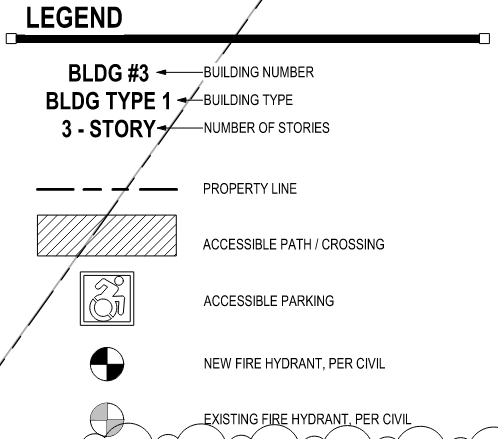 LEGEND
BLDG #3 BUILDING NUMBER
BLDG TYPE 1 BUILDING TYPE
3 - STORY NUMBER OF STORIES
PROPERTY LINE
ACCESSIBLE PATH / CROSSING
ACCESSIBLE PARKING
NEW FIRE HYDRANT, PER CIVIL
EXISTING FIRE HYDRANT, PER CIVIL